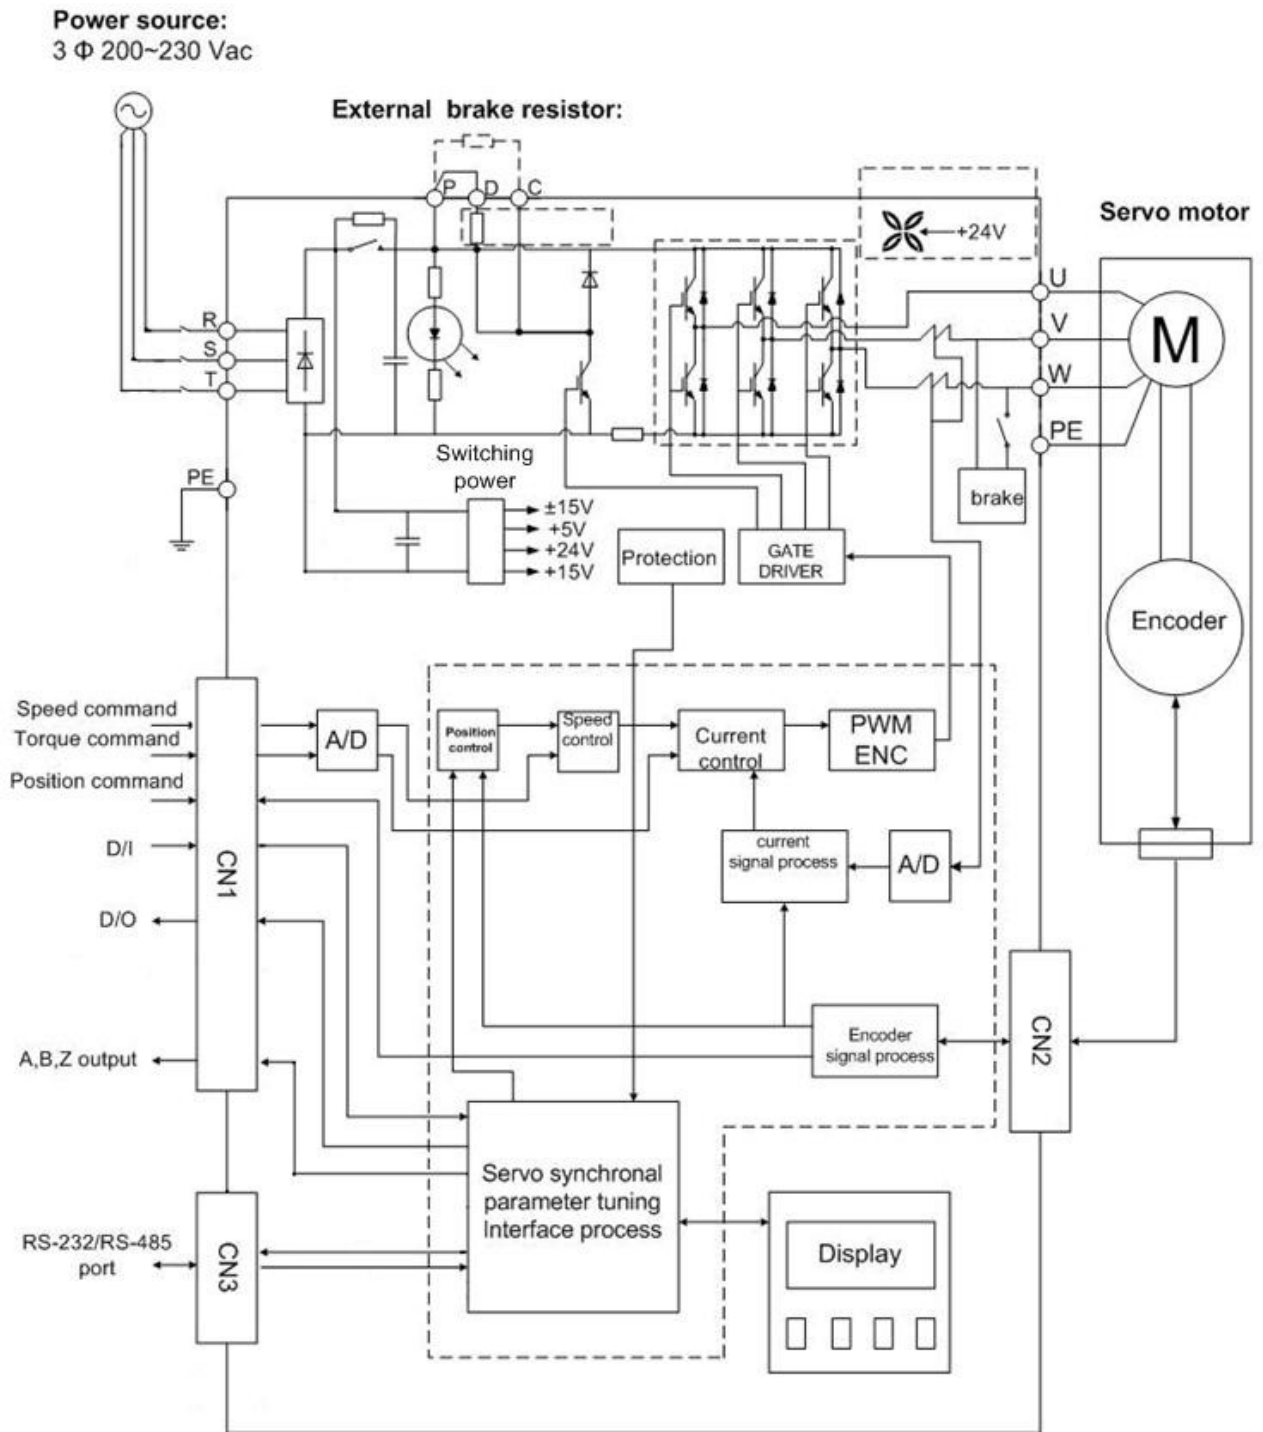 Power source:
3 Φ 200~230 Vac
External brake resistor:
P
D
C
Servo motor
+24V
U
R
V
S
M
T
W
PE
Switching
power
PE
brake
±15V
+5V
+24V
+15V
Protection
GATE
DRIVER
Encoder
Speed command
Torque command
Position command
A/D
Position
control
Speed
control
Current
control
PWM
ENC
D/I
CN1
current
signal process
A/D
D/O
CN2
Encoder
signal process
A,B,Z output
Servo synchronal
parameter tuning
Interface process
RS-232/RS-485
port
CN3
Display